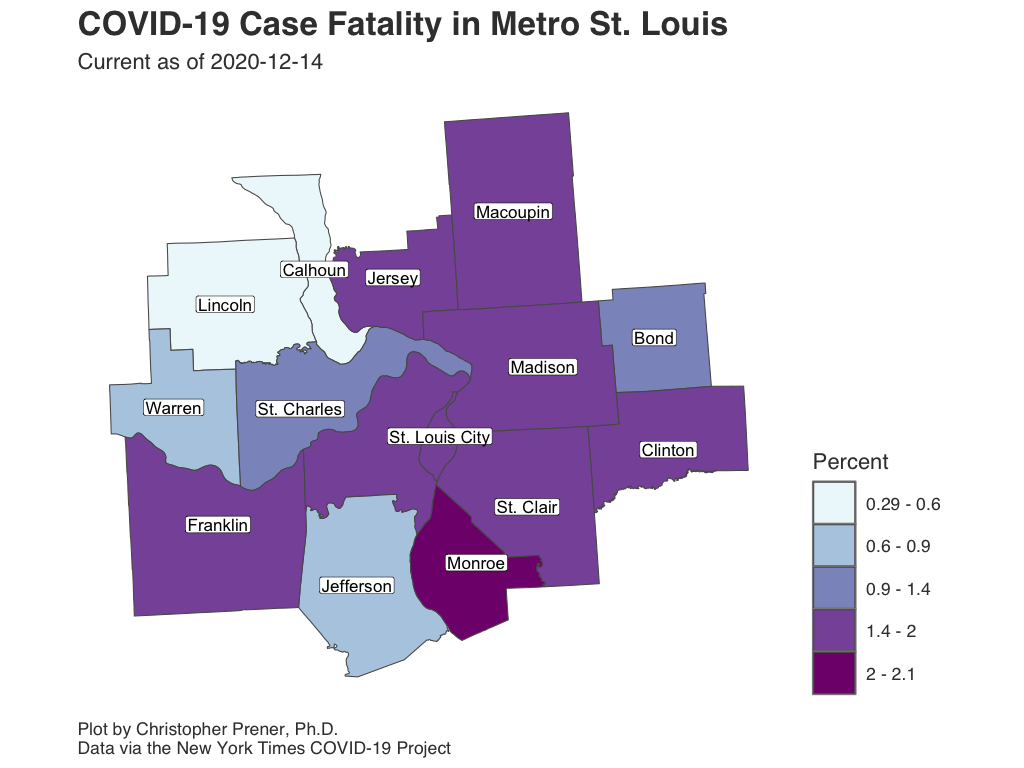 COVID-19 Case Fatality in Metro St. Louis
Current as of 2020-12-14
Macoupin
Calhoun
Jersey
Lincoln
Bond
Madison
Warren
St. Charles
St. Louis City
Clinton
St. Clair
Franklin
Monroe
Jefferson
Percent
0.29 - 0.6
0.6 - 0.9
0.9 - 1.4
1.4 - 2
2 - 2.1
Plot by Christopher Prener, Ph.D.
Data via the New York Times COVID-19 Project